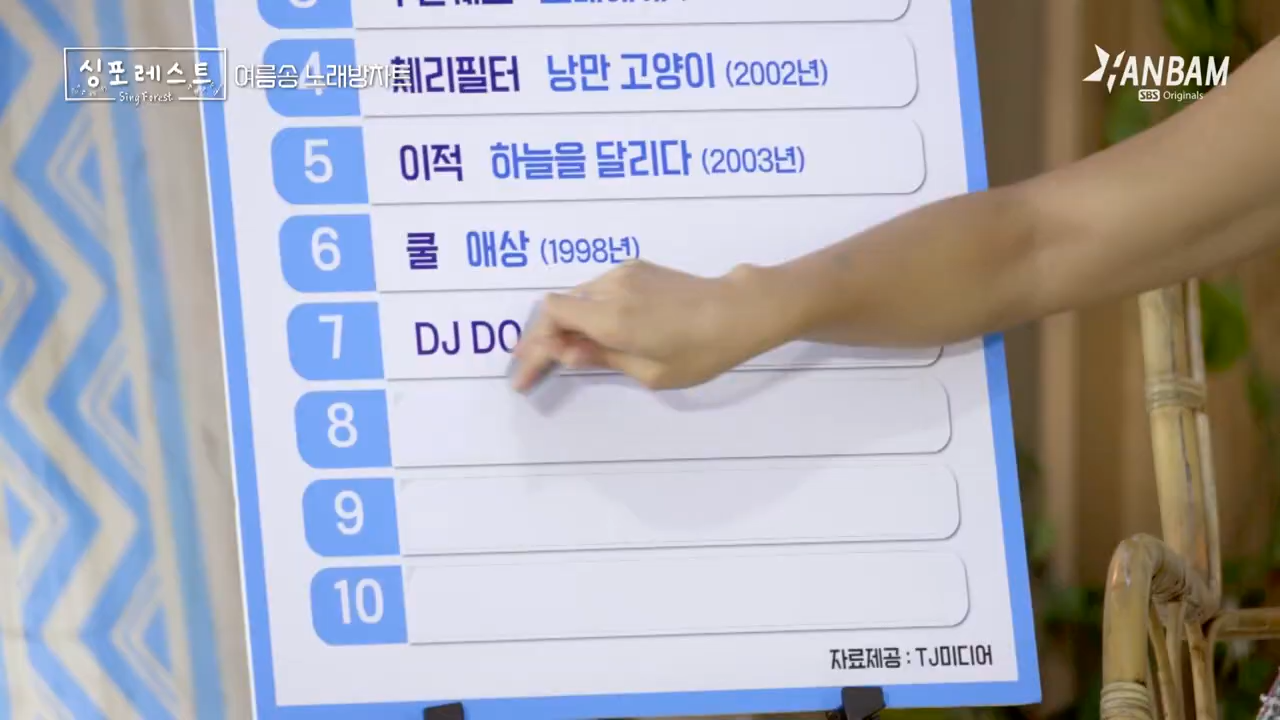 싱포레스트
SingForest
여름송 노래방차트
HANBAM
SBS Originals
4 체리필터 낭만 고양이 (2002년)
5 이적 하늘을 달리다 (2003년)
6 쿨 애상 (1998년)
7 DJ DO
8
9
10
자료제공 : TJ미디어